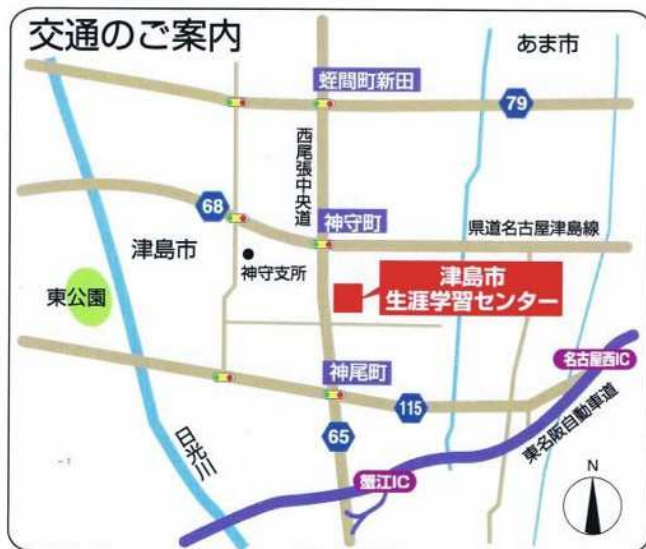 交通のご案内
あま市
蛭間町新田
79
西尾張中央道
68
神守町
県道名古屋津島線
津島市
神守支所
東公園
津島市
生涯学習センター
名古屋西IC
神尾町
115
65
東名阪自動車道
日光川
蟹江IC
N